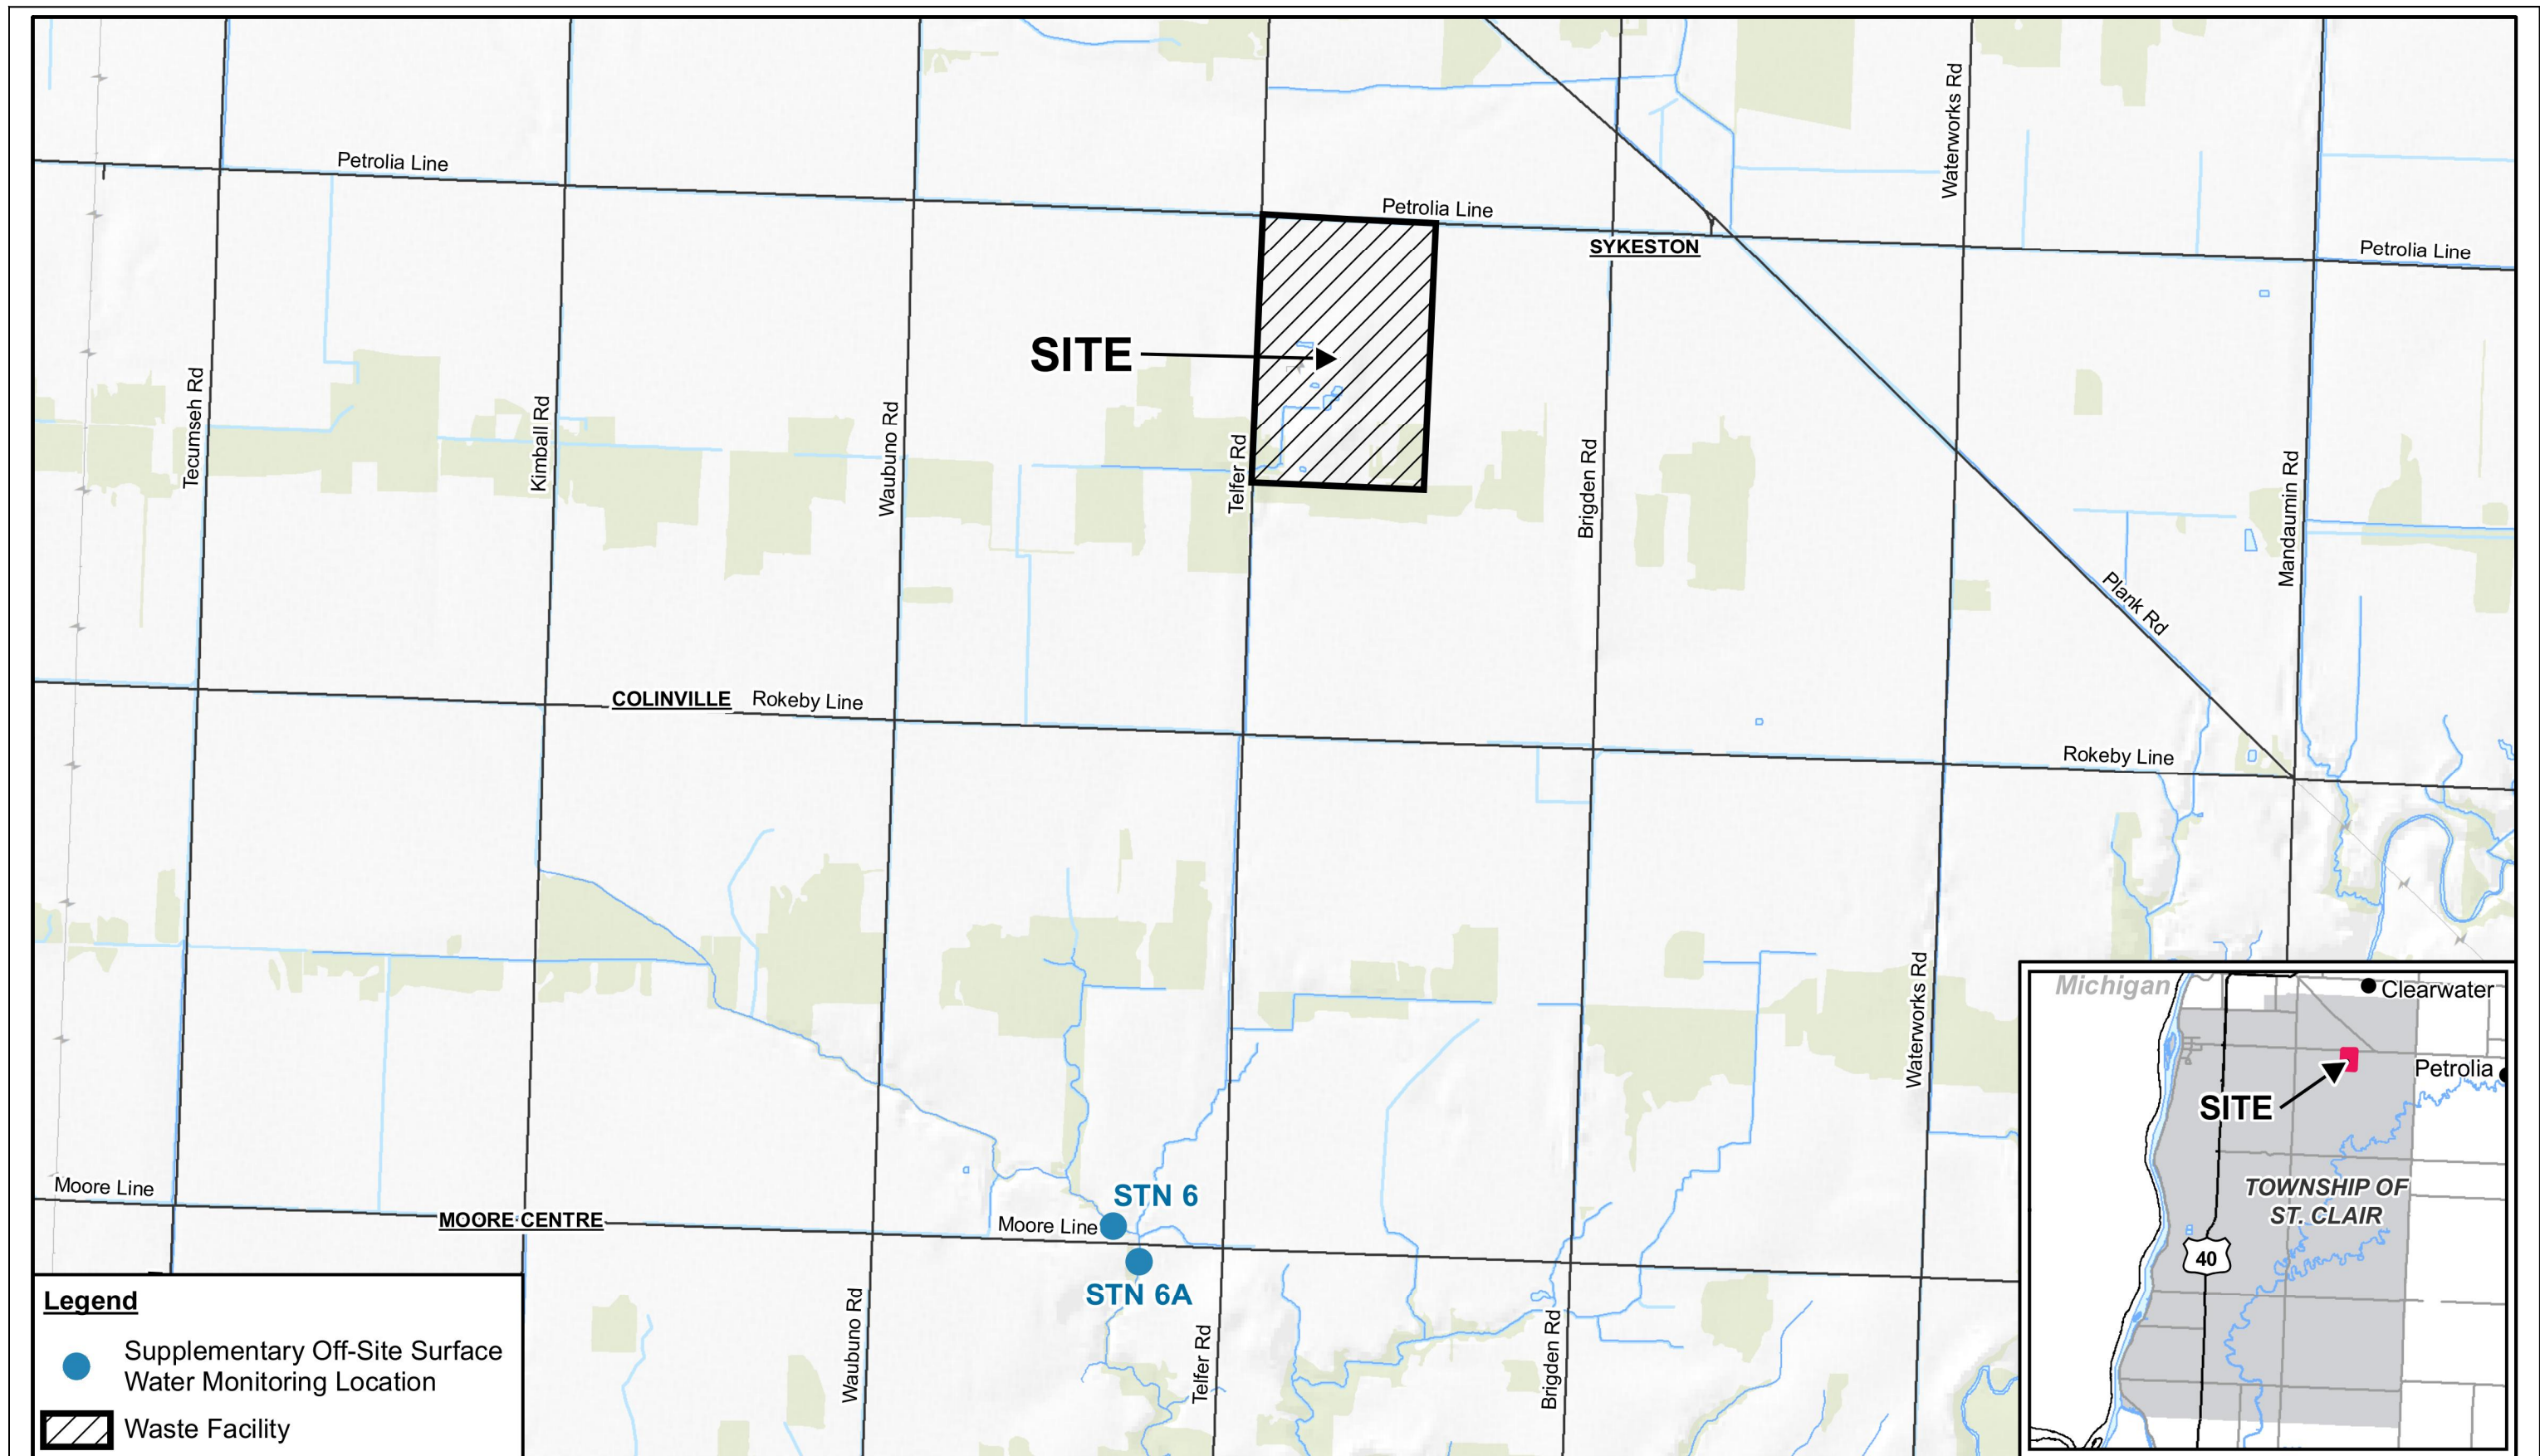 Waterworks Rd
Petrolia Line
Petrolia Line
SYKESTON
Petrolia Line
SITE
Tecumseh Rd
Kimball Rd
Waubuno Rd
Telfer Rd
Brigden Rd
Mandaumin Rd
Plank Rd
COLINVILLE
Rokeby Line
Rokeby Line
Waterworks Rd
Moore Line
MOORE CENTRE
Moore Line
STN 6
STN 6A
Waubuno Rd
Telfer Rd
Brigden Rd
Legend
Supplementary Off-Site Surface
Water Monitoring Location
Waste Facility
Michigan
Clearwater
Petrolia
SITE
TOWNSHIP OF
ST. CLAIR
40